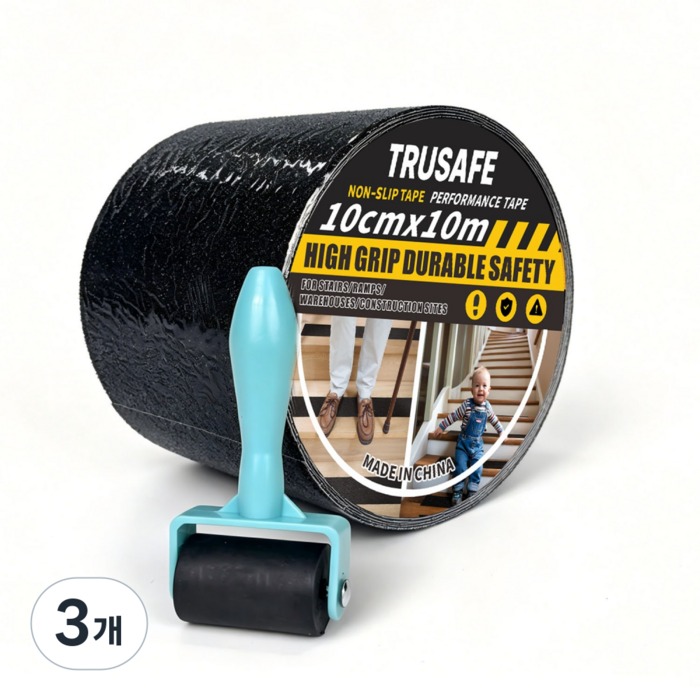 TRUSAFE
NON-SLIP TAPE PERFORMANCE TAPE
10cmx10m
HIGH GRIP DURABLE SAFETY
FOR STAIRS/RAMPS/
WAREHOUSES/CONSTRUCTION SITES
MADE IN CHINA
3개